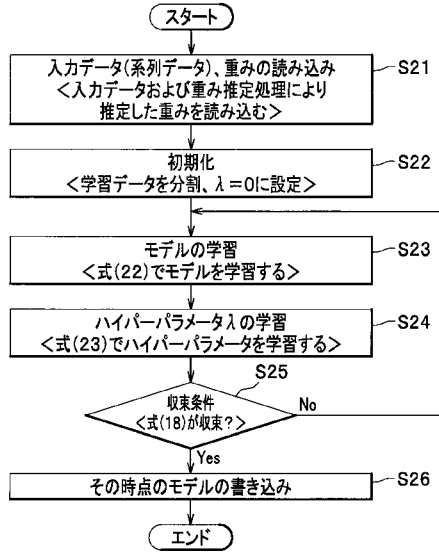 スタート
入力データ(系列データ)、重みの読み込み
<入力データおよび重み推定処理により
推定した重みを読み込む>
S21
初期化
<学習データを分割、λ=0に設定>
S22
モデルの学習
<式(22)でモデルを学習する>
S23
ハイパーパラメータλの学習
<式(23)でハイパーパラメータを学習する>
S24
S25
収束条件
<式(18)が収束?>
No
Yes
その時点のモデルの書き込み
S26
エンド